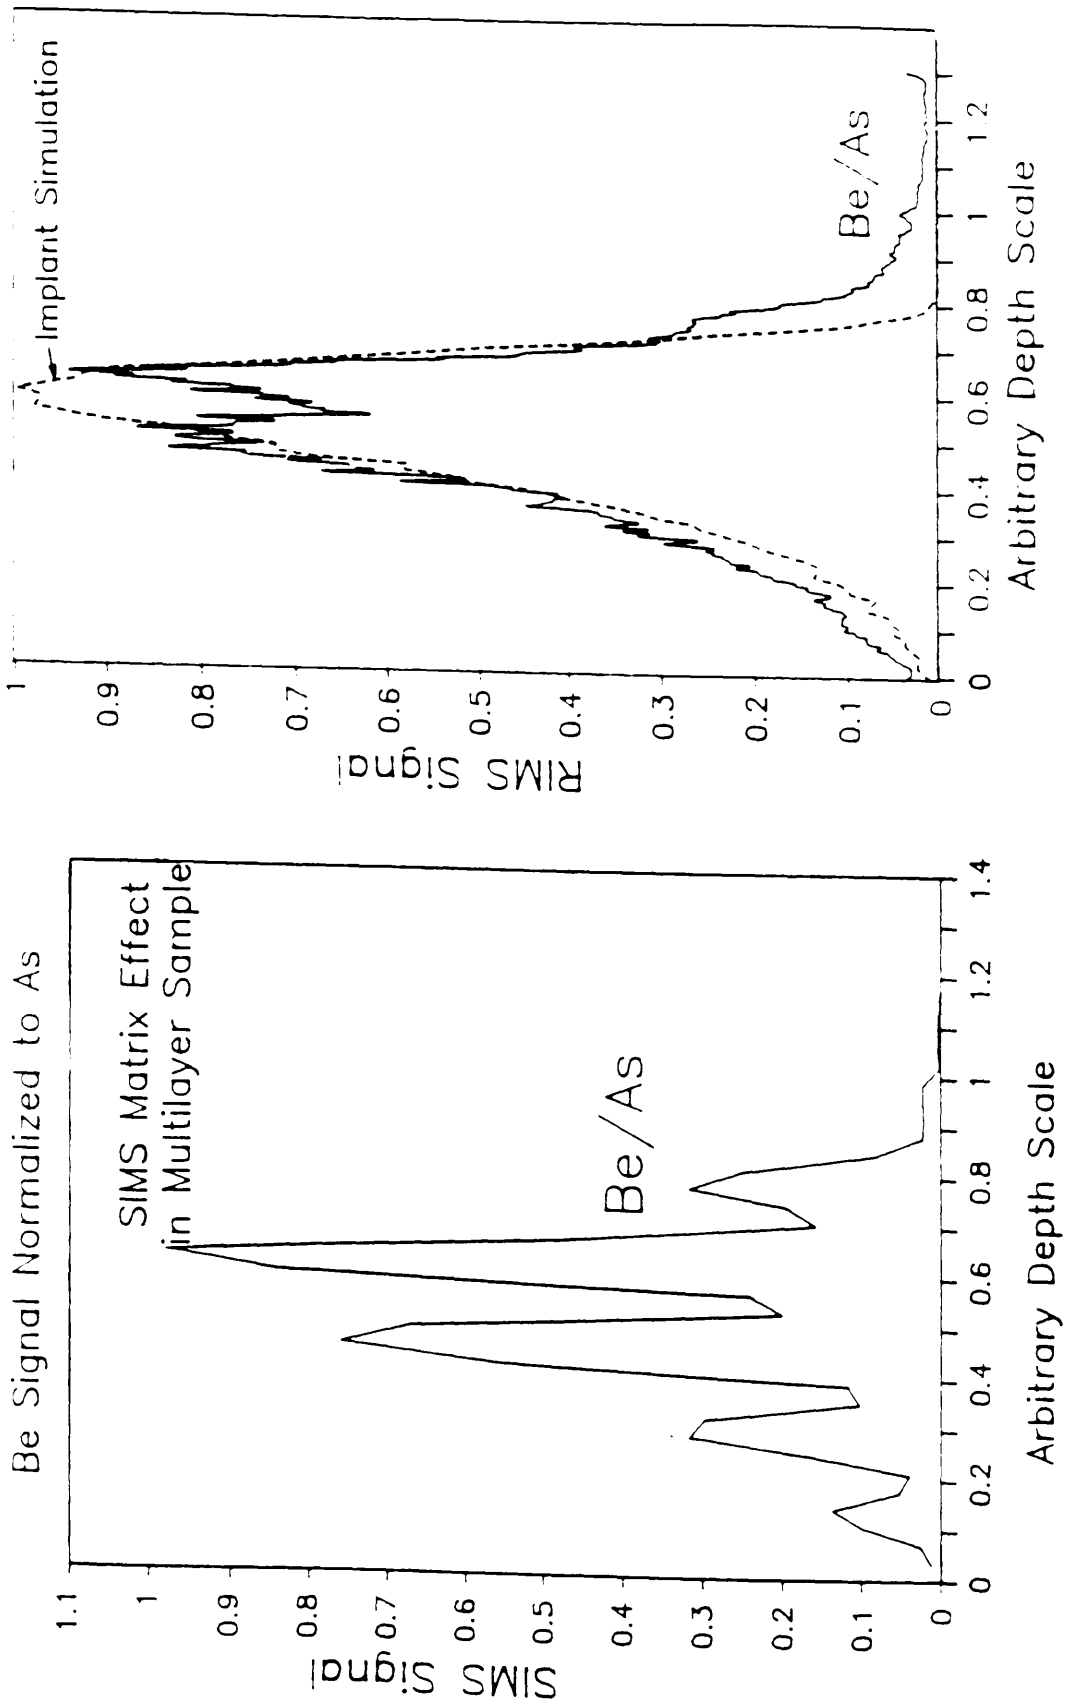 Be Signal Normalized to As
SIMS Matrix Effect
in Multilayer Sample
Be/As
SIMS Signal
1.1
1
0.9
0.8
0.7
0.6
0.5
0.4
0.3
0.2
0.1
0
0 0.2 0.4 0.6 0.8 1 1.2 1.4
Arbitrary Depth Scale
Implant Simulation
Be/As
RIMS Signal
1
0.9
0.8
0.7
0.6
0.5
0.4
0.3
0.2
0.1
0
0 0.2 0.4 0.6 0.8 1 1.2
Arbitrary Depth Scale